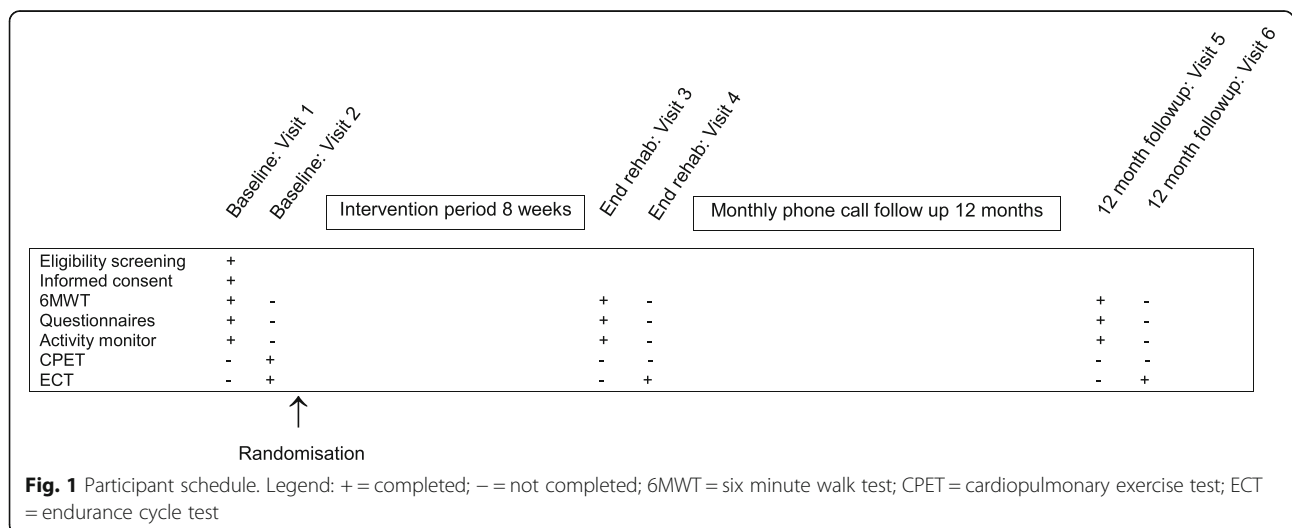 Baseline: Visit 1
Baseline: Visit 2
Intervention period 8 weeks
End rehab: Visit 3
End rehab: Visit 4
Monthly phone call follow up 12 months
12 month followup: Visit 5
12 month followup: Visit 6
Eligibility screening +
Informed consent +
6MWT + - + - + -
Questionnaires + - + - + -
Activity monitor + - + - + -
CPET - + - - - -
ECT - + - + - +
↑
Randomisation
Fig. 1 Participant schedule. Legend: + = completed; − = not completed; 6MWT = six minute walk test; CPET = cardiopulmonary exercise test; ECT
= endurance cycle test